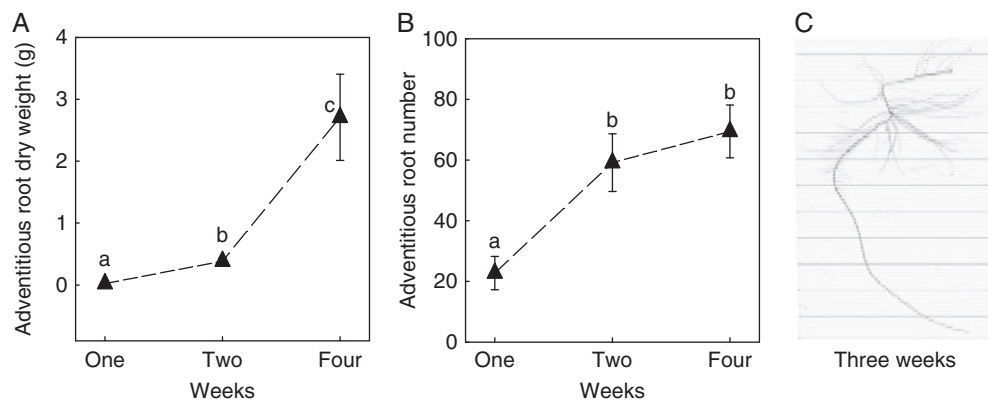 A
Adventitious root dry weight (g)
4
3
2
1
0
a
b
c
One
Two
Four
Weeks
B
Adventitious root number
100
80
60
40
20
0
a
b
b
One
Two
Four
Weeks
C
Three weeks